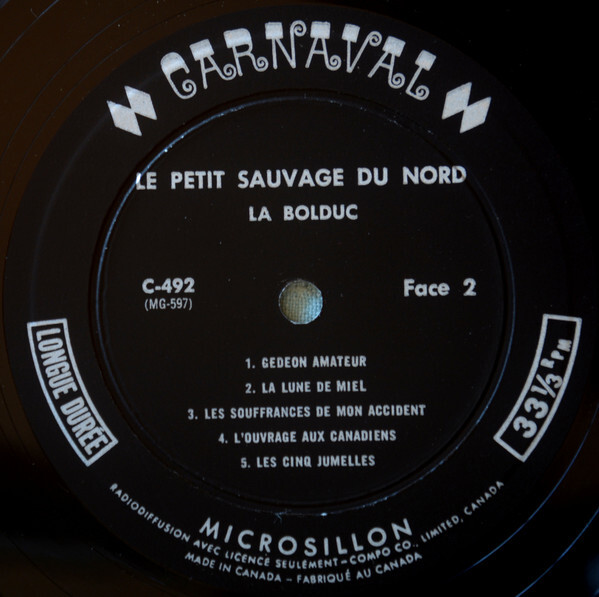 CARNAVAL
LE PETIT SAUVAGE DU NORD
LA BOLDUC
C-492
(MG-597)
Face 2
1. GEDEON AMATEUR
2. LA LUNE DE MIEL
3. LES SOUFFRANCES DE MON ACCIDENT
4. L'OUVRAGE AUX CANADIENS
5. LES CINQ JUMELLES
LONGUE DURÉE
33 1/3 RPM
MICROSILLON
RADIODIFFUSION AVEC LICENCE SEULEMENT-COMPO CO., LIMITED, CANADA
MADE IN CANADA - FABRIQUÉ AU CANADA